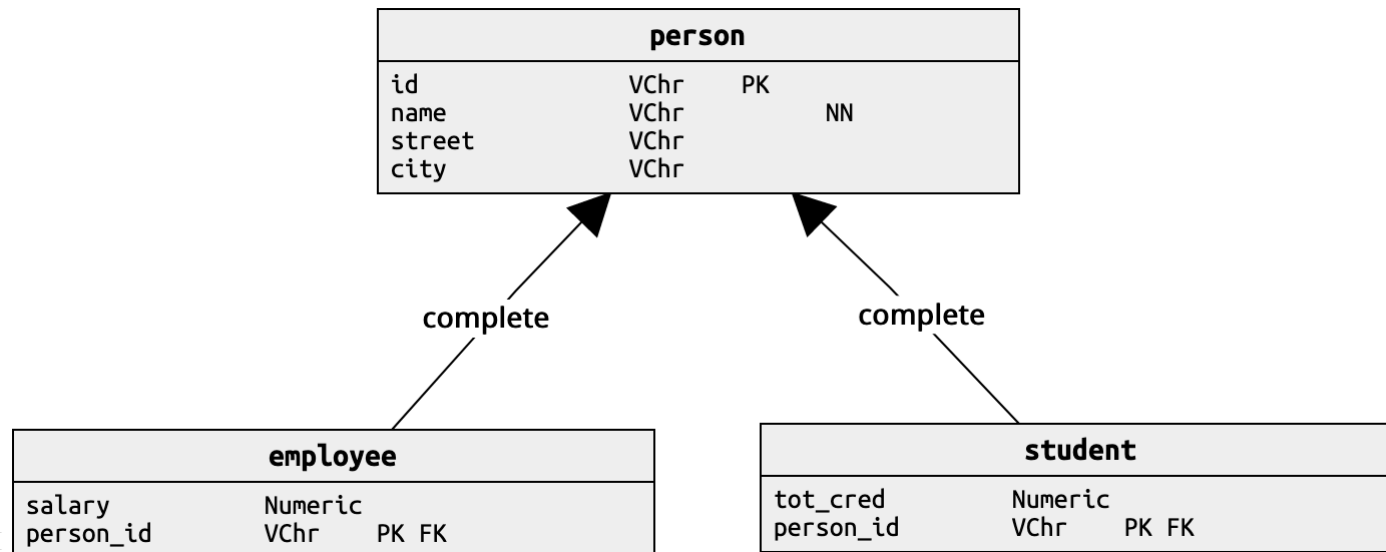 person
id VChr PK
name VChr NN
street VChr
city VChr
complete complete
employee
salary Numeric
person_id VChr PK FK
student
tot_cred Numeric
person_id VChr PK FK